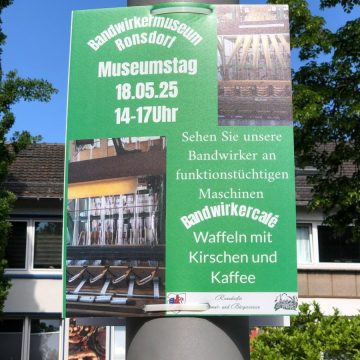 Bandwirkermuseum
Ronsdorf
Museumstag
18.05.25
14-17Uhr
Sehen Sie unsere
Bandwirker an
funktionstüchtigen
Maschinen
Bandwirkercafé
Waffeln mit
Kirschen und
Kaffee